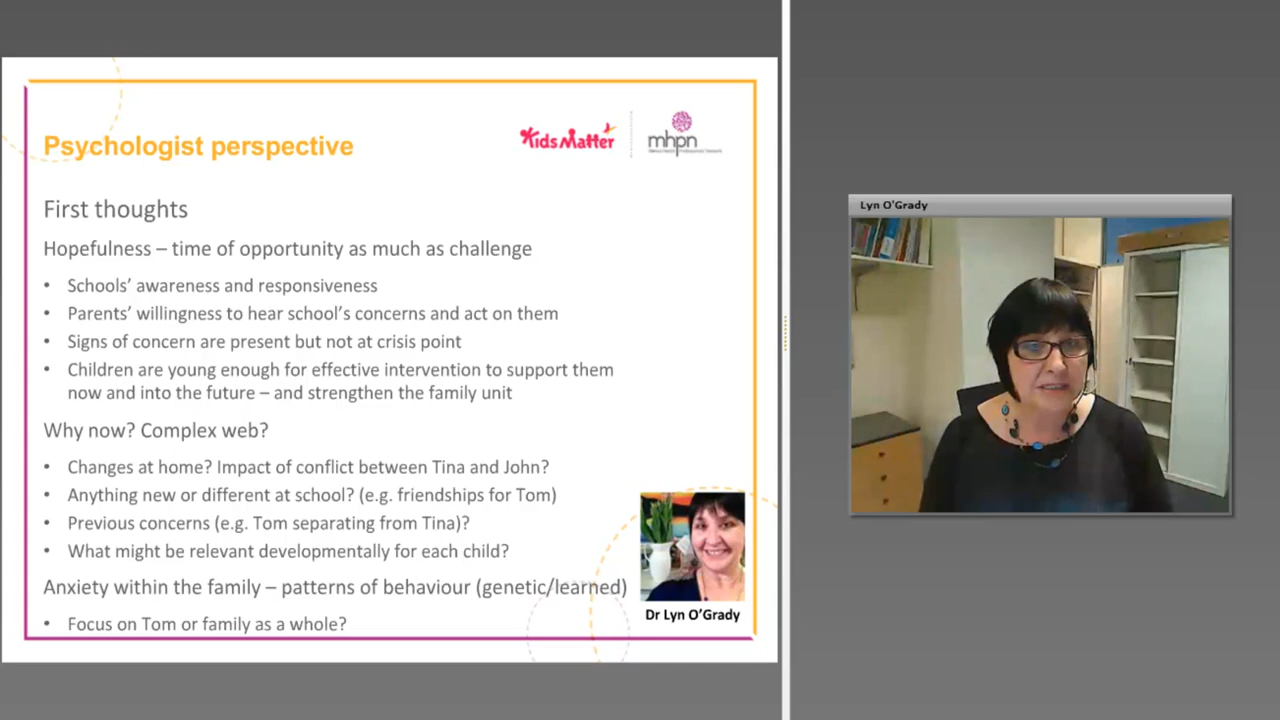 Psychologist perspective
KidsMatter
mhpn
First thoughts
Hopefulness – time of opportunity as much as challenge
• Schools' awareness and responsiveness
• Parents' willingness to hear school's concerns and act on them
• Signs of concern are present but not at crisis point
• Children are young enough for effective intervention to support them
now and into the future – and strengthen the family unit
Why now? Complex web?
• Changes at home? Impact of conflict between Tina and John?
• Anything new or different at school? (e.g. friendships for Tom)
• Previous concerns (e.g. Tom separating from Tina)?
• What might be relevant developmentally for each child?
Anxiety within the family – patterns of behaviour (genetic/learned)
• Focus on Tom or family as a whole?
Dr Lyn O'Grady
Lyn O'Grady